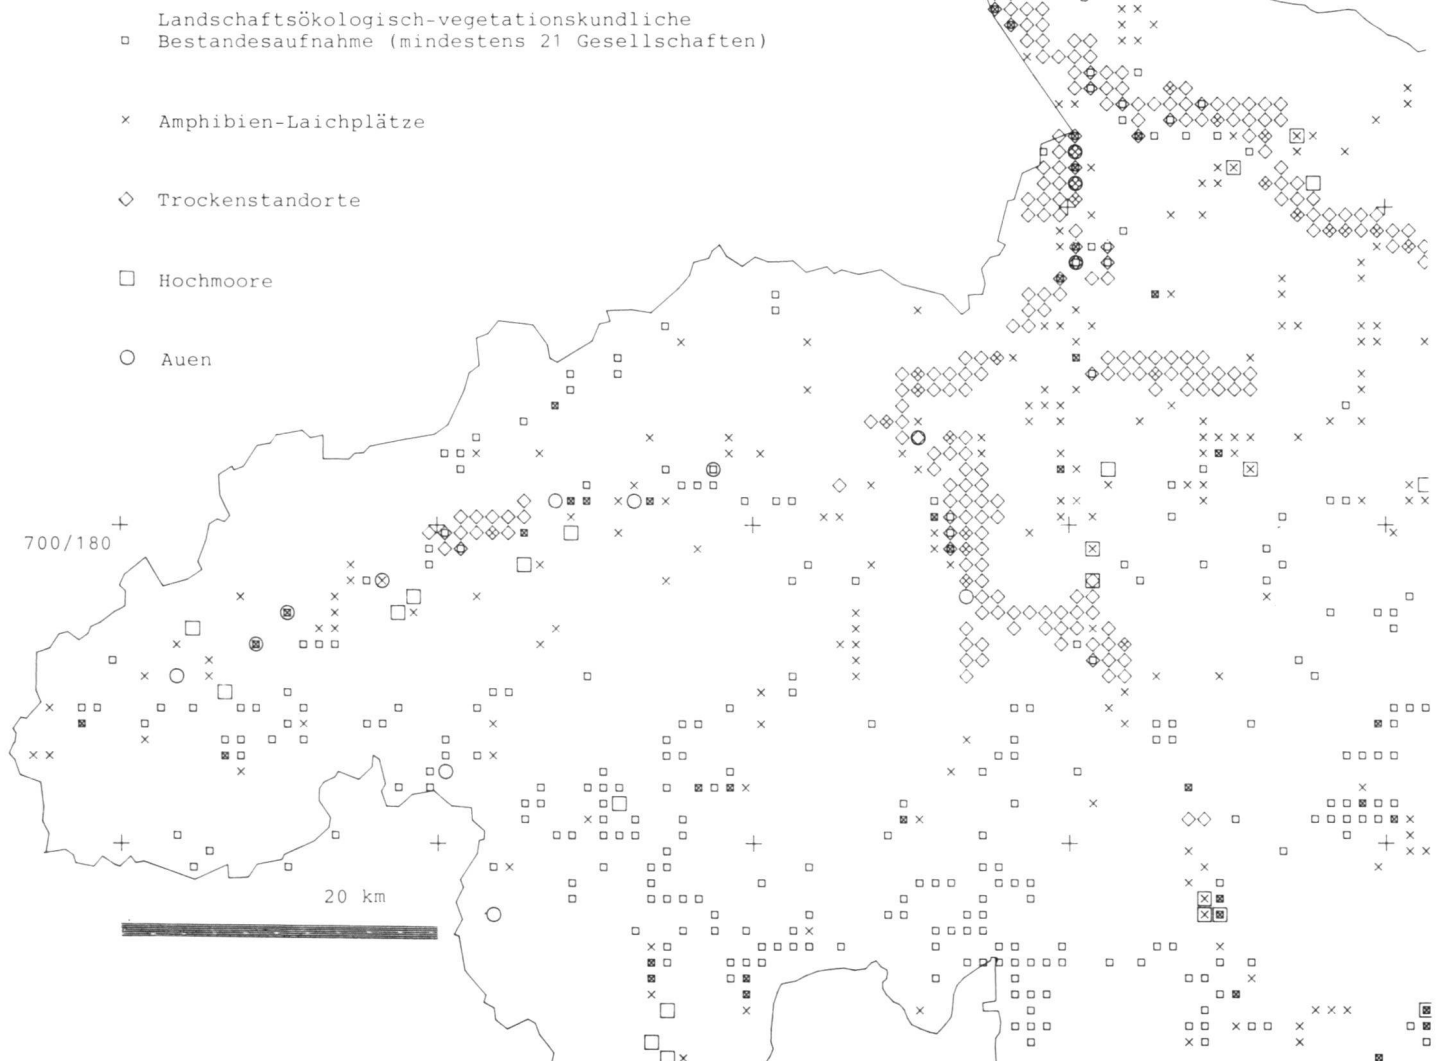 Landschaftsökologisch-vegetationskundliche
Bestandesaufnahme (mindestens 21 Gesellschaften)
Amphibien-Laichplätze
Trockenstandorte
Hochmoore
Auen
700/180
20 km